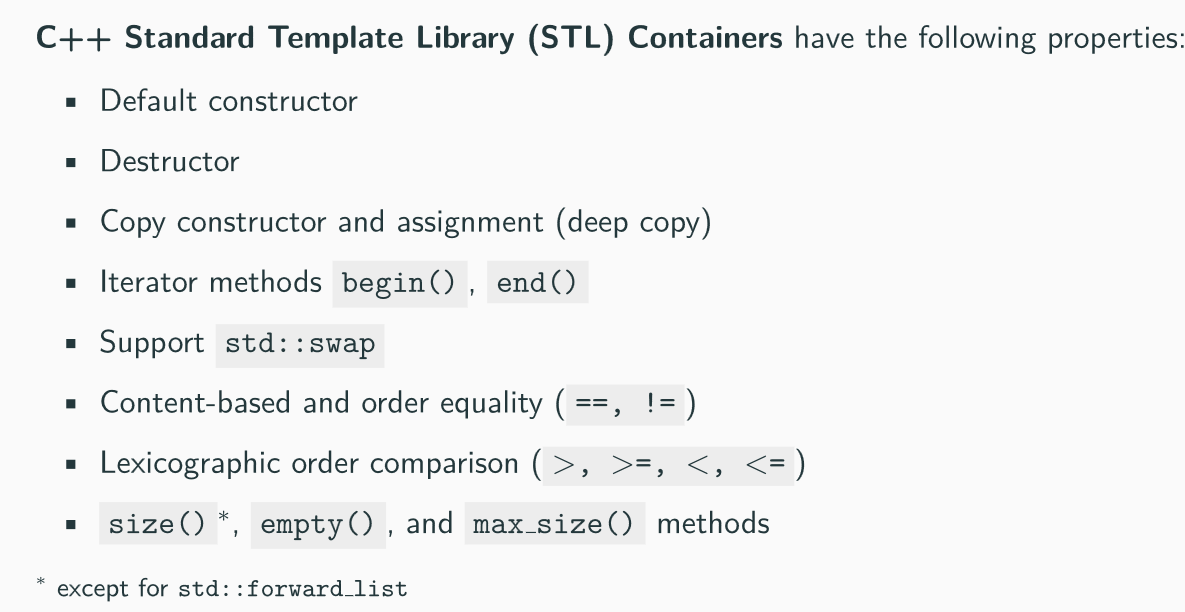 C++ Standard Template Library (STL) Containers have the following properties:
▪ Default constructor
▪ Destructor
▪ Copy constructor and assignment (deep copy)
▪ Iterator methods begin(), end()
▪ Support std::swap
▪ Content-based and order equality (==, !=)
▪ Lexicographic order comparison (>, >=, <, <=)
▪ size()*, empty(), and max_size() methods
* except for std::forward_list